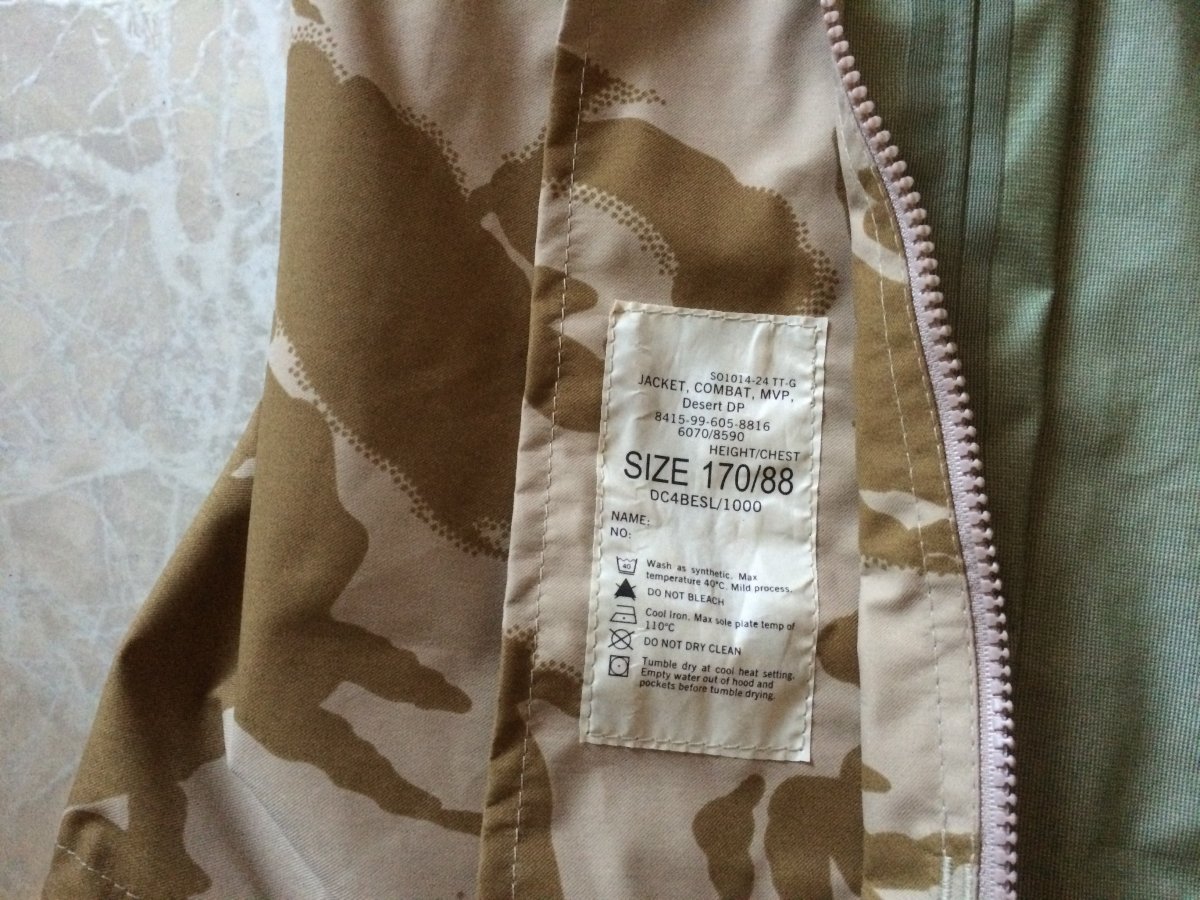 SO1014-24 TT-G
JACKET, COMBAT, MVP,
Desert DP
8415-99-605-8816
6070/8590
HEIGHT/CHEST
SIZE 170/88
DC4BESL/1000
NAME:
NO:
40
Wash as synthetic. Max
temperature 40°C. Mild process.
DO NOT BLEACH
Cool Iron. Max sole plate temp of
110°C
DO NOT DRY CLEAN
Tumble dry at cool heat setting.
Empty water out of hood and
pockets before tumble drying.